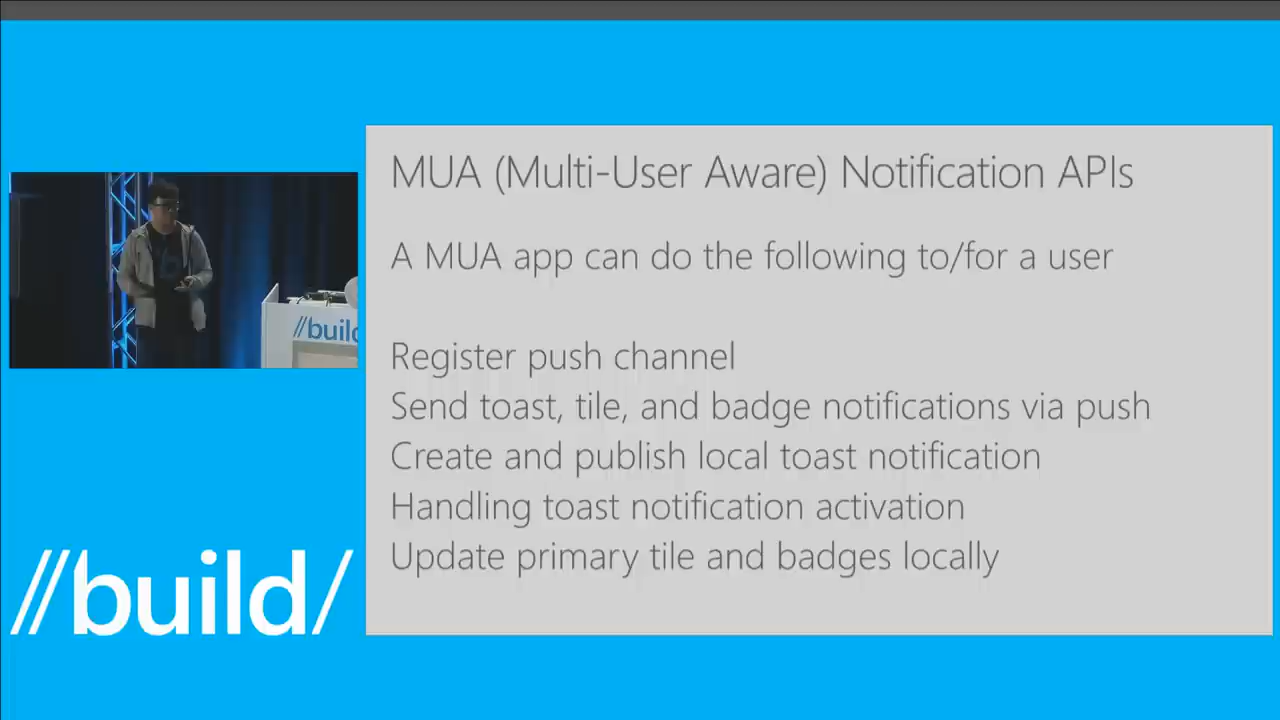 MUA (Multi-User Aware) Notification APIs
A MUA app can do the following to/for a user
Register push channel
Send toast, tile, and badge notifications via push
Create and publish local toast notification
Handling toast notification activation
Update primary tile and badges locally
//build
//build/